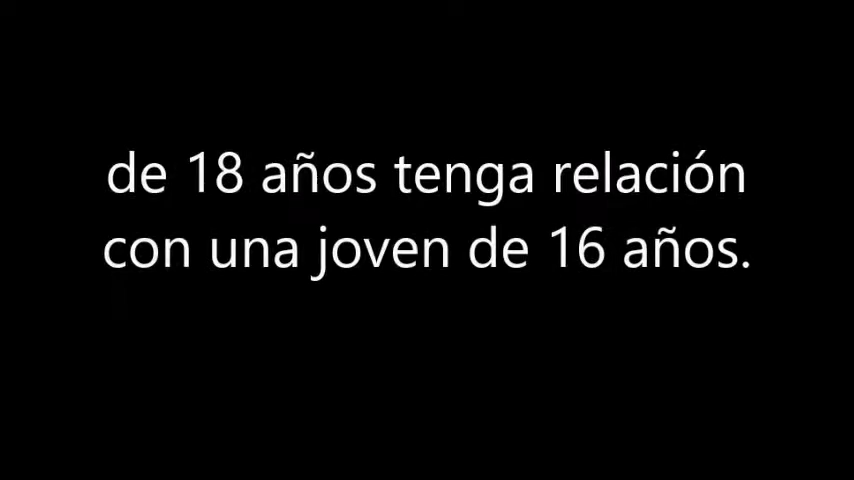 de 18 años tenga relación
con una joven de 16 años.